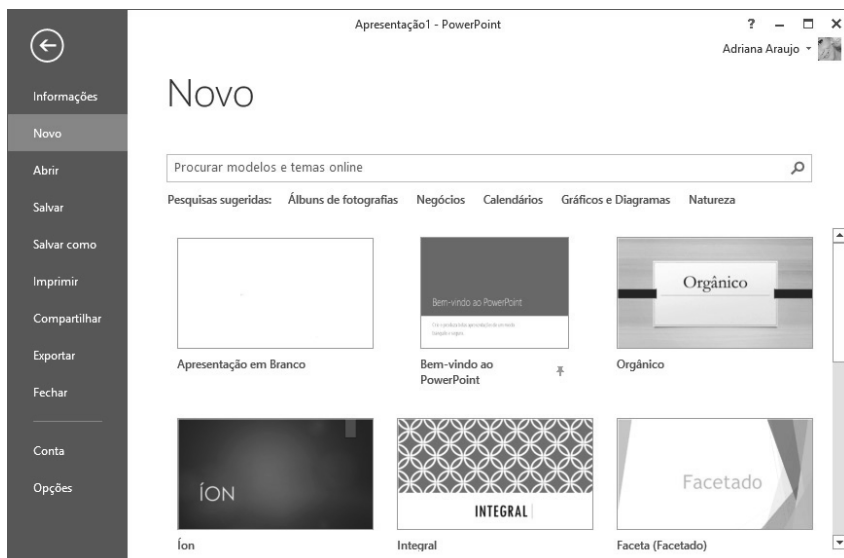 Apresentação1 - PowerPoint
?
Adriana Araujo
Informações
Novo
Abrir
Salvar
Salvar como
Imprimir
Compartilhar
Exportar
Fechar
Conta
Opções
Novo
Procurar modelos e temas online
Pesquisas sugeridas: Álbuns de fotografias Negócios Calendários Gráficos e Diagramas Natureza
Apresentação em Branco
Bem-vindo ao PowerPoint
Bem-vindo ao
PowerPoint
Orgânico
Orgânico
ÍON
Íon
INTEGRAL
Integral
Facetado
Faceta (Facetado)